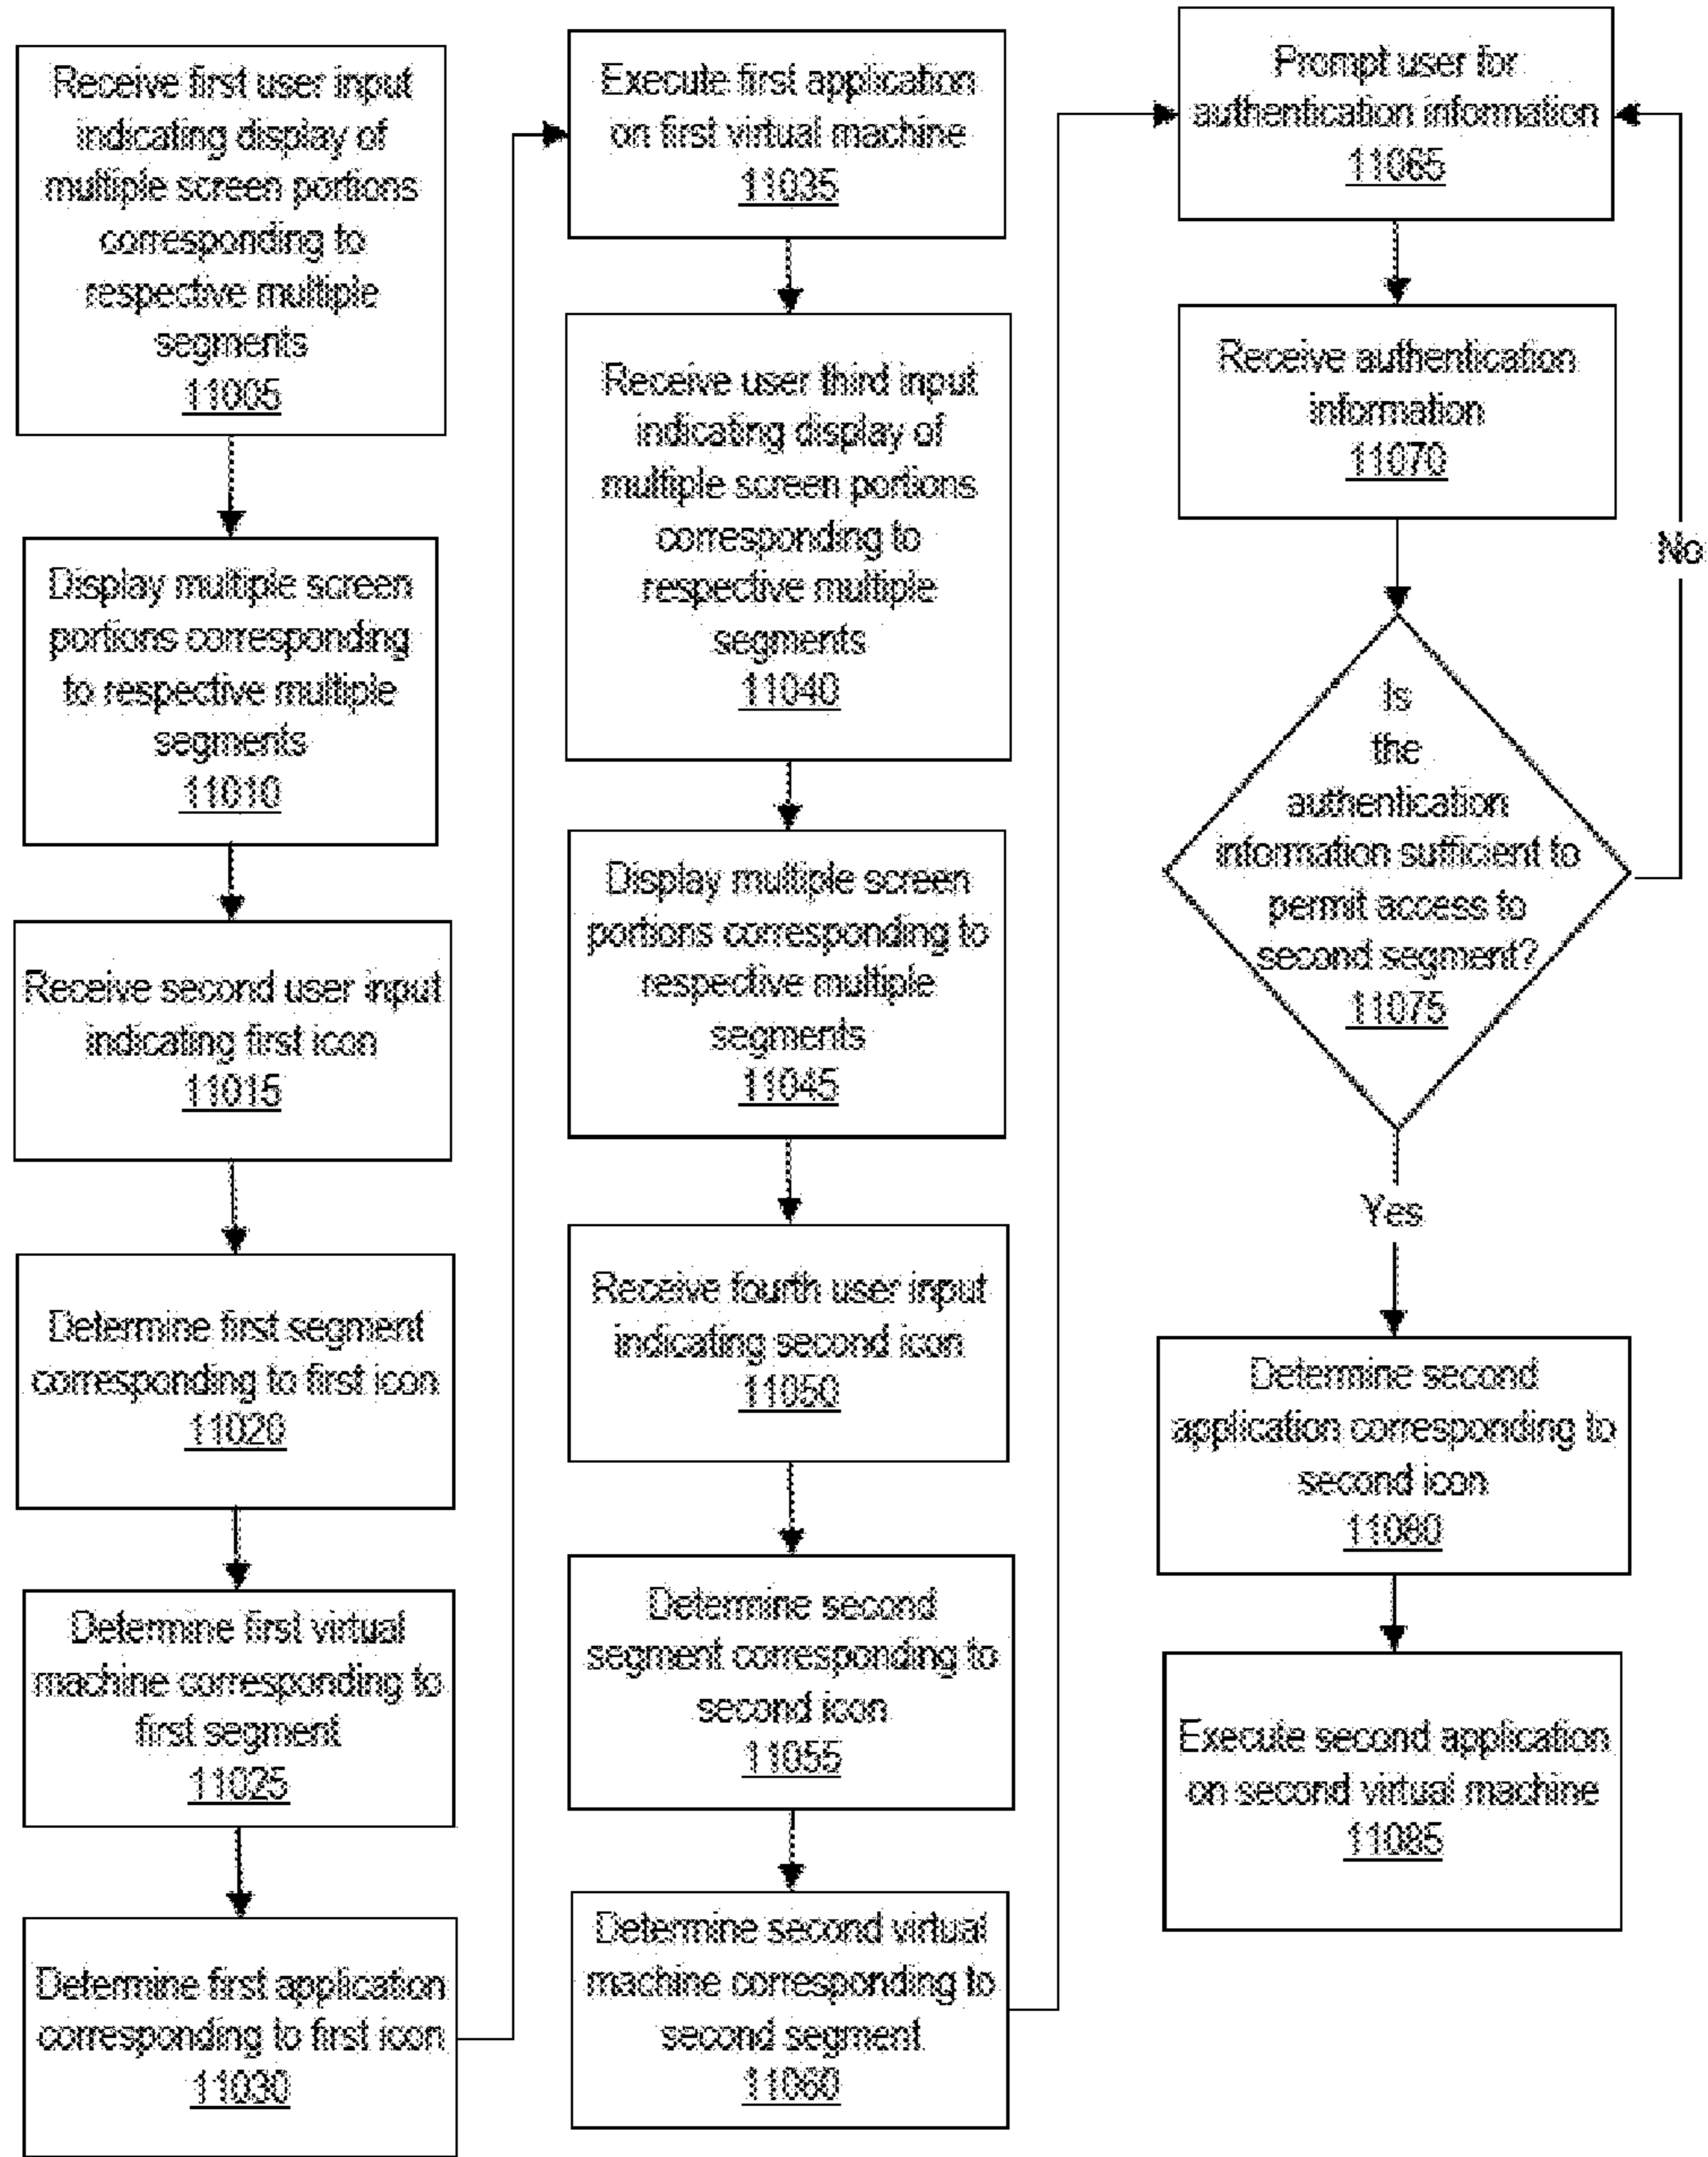 Receive first user input
indicating display of
multiple screen portions
corresponding to
respective multiple
segments
11005
Display multiple screen
portions corresponding
to respective multiple
segments
11010
Receive second user input
indicating first icon
11015
Determine first segment
corresponding to first icon
11020
Determine first virtual
machine corresponding to
first segment
11025
Determine first application
corresponding to first icon
11030
Execute first application
on first virtual machine
11035
Receive user third input
indicating display of
multiple screen portions
corresponding to
respective multiple
segments
11040
Display multiple screen
portions corresponding to
respective multiple
segments
11045
Receive fourth user input
indicating second icon
11050
Determine second
segment corresponding to
second icon
11055
Determine second virtual
machine corresponding to
second segment
11060
Prompt user for
authentication information
11065
Receive authentication
information
11070
No
Is
the
authentication
information sufficient to
permit access to
second segment?
11075
Yes
Determine second
application corresponding to
second icon
11080
Execute second application
on second virtual machine
11085